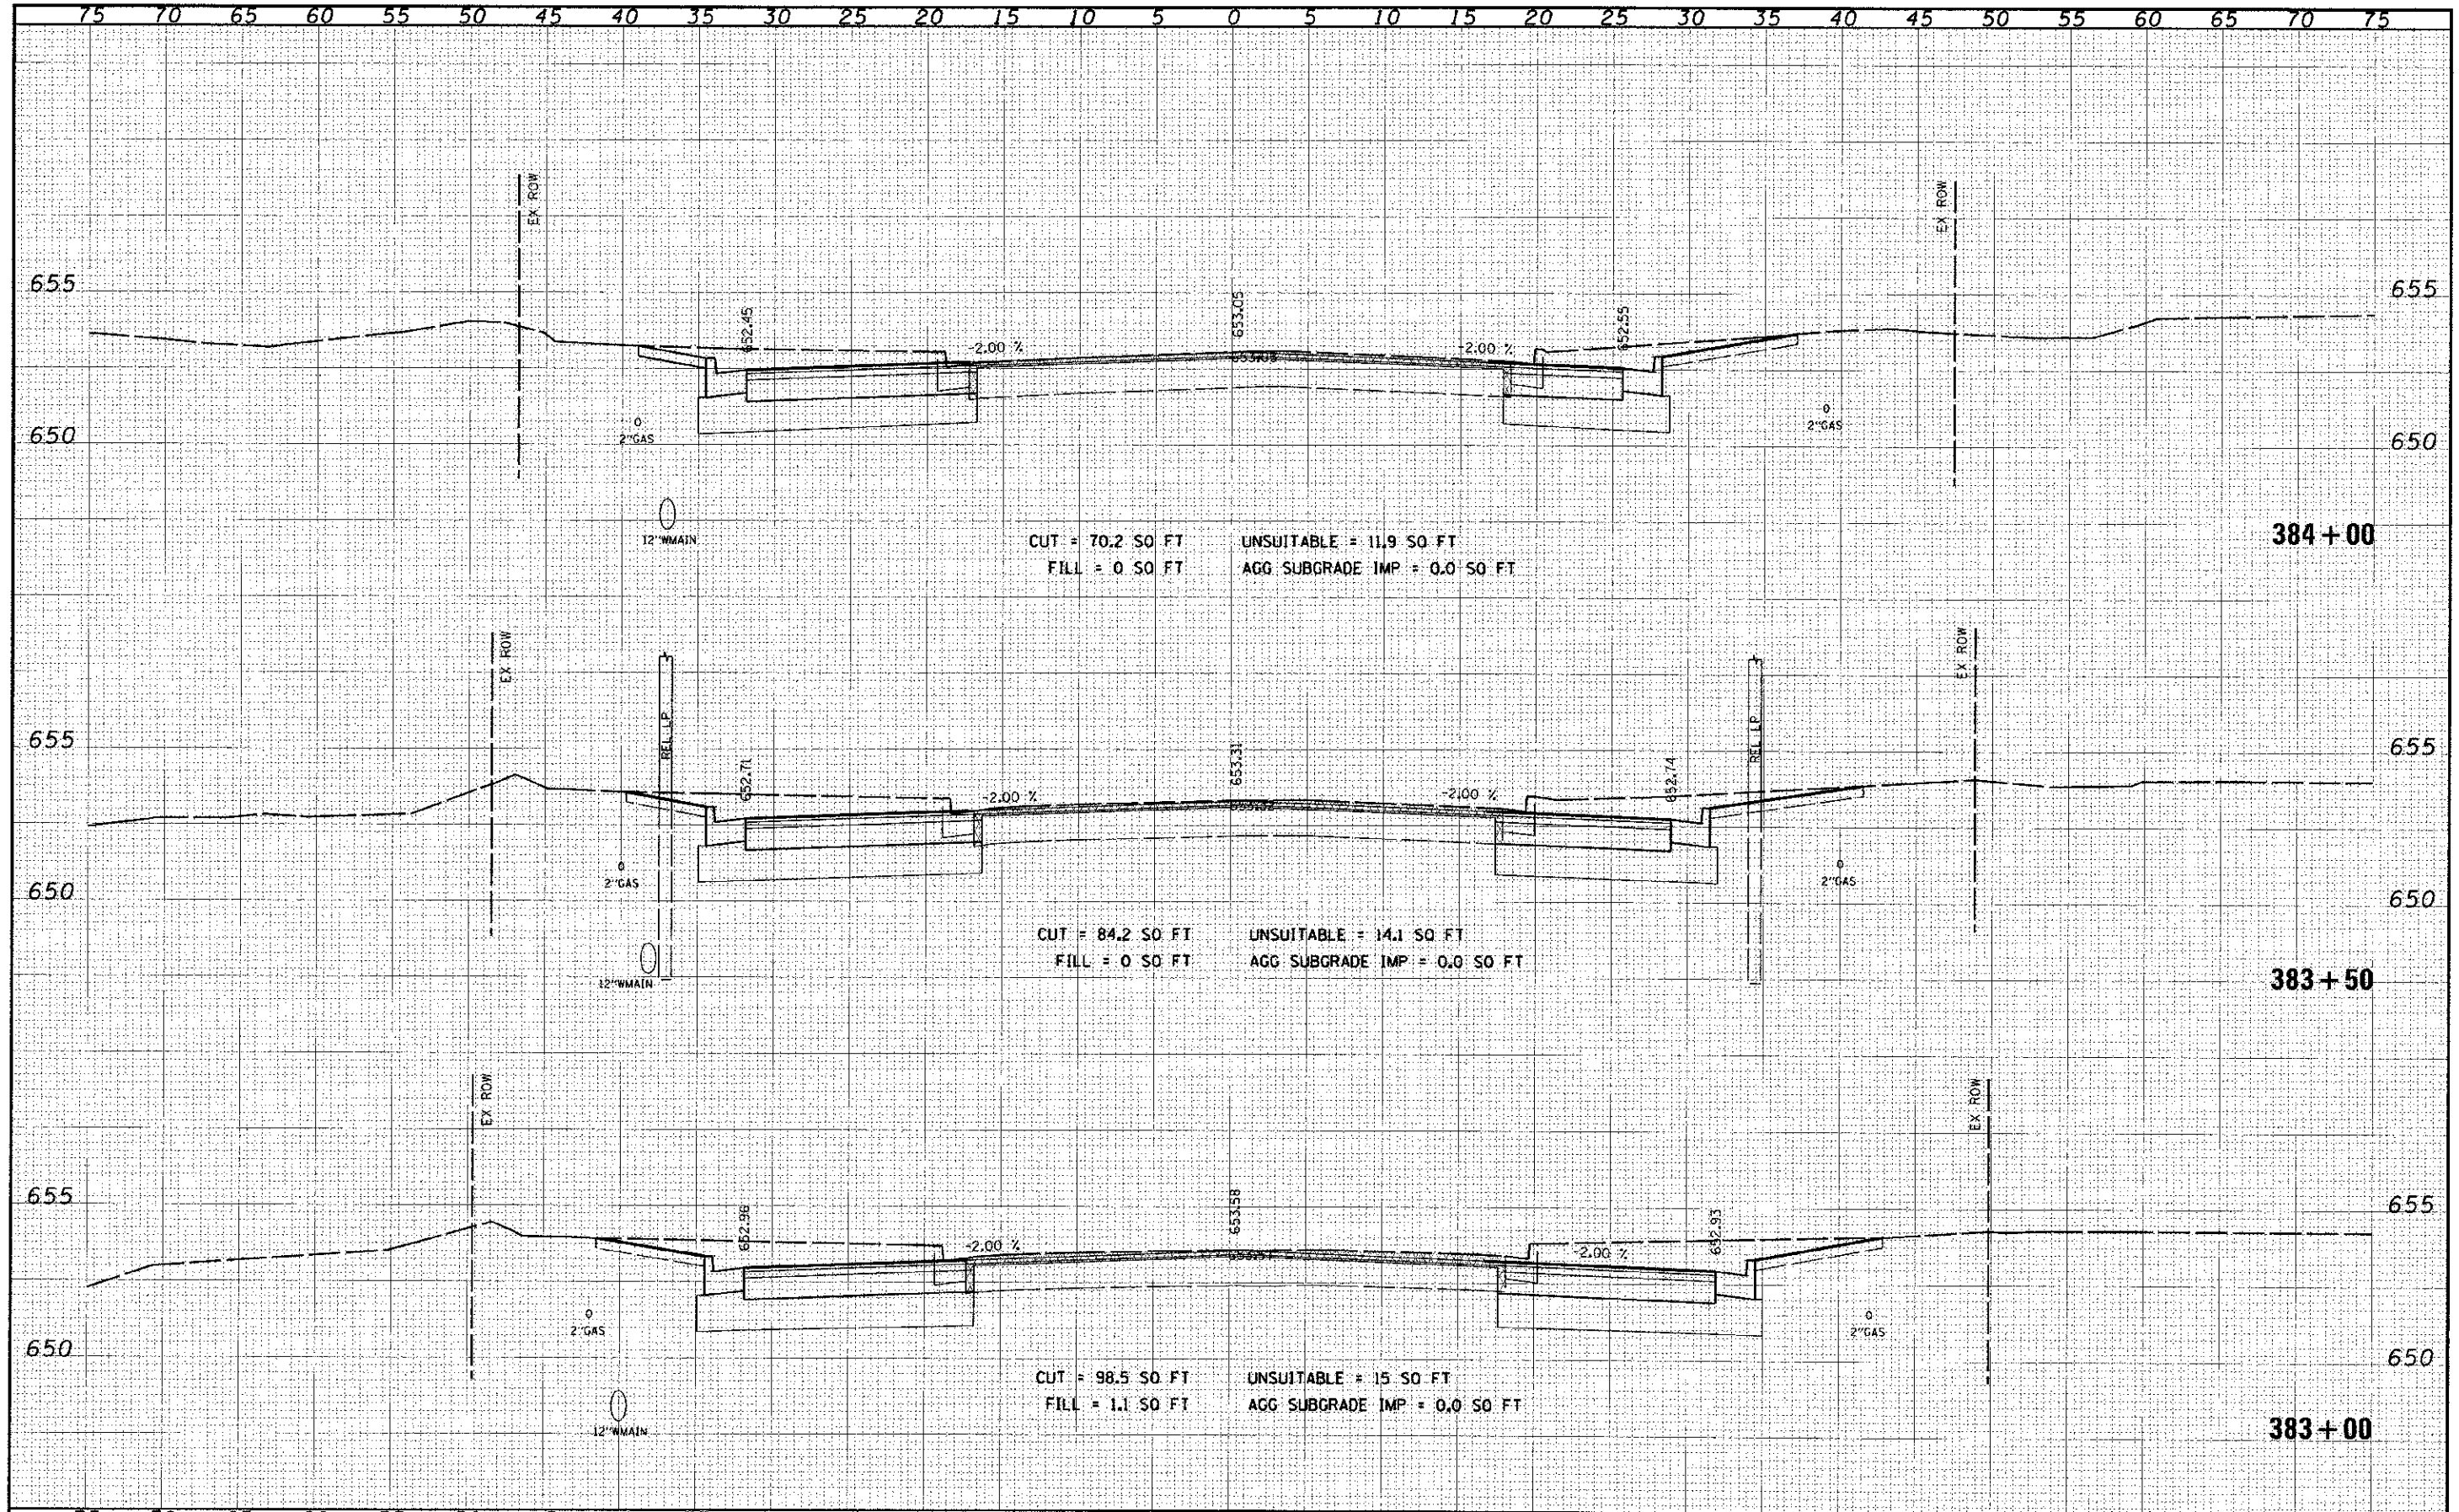 75 70 65 60 55 50 45 40 35 30 25 20 15 10 5 0 5 10 15 20 25 30 35 40 45 50 55 60 65 70 75
EX ROW
EX ROW
655
652.45
653.05
652.55
655
-2.00 %
-2.00 %
650
2"GAS
2"GAS
650
12"WMAIN
CUT = 70.2 SQ FT UNSUITABLE = 11.9 SQ FT
FILL = 0 SQ FT AGG SUBGRADE IMP = 0.0 SQ FT
384+00
EX ROW
EX ROW
REL LP
REL LP
655
652.71
653.31
652.74
655
-2.00 %
-2.00 %
650
2"GAS
2"GAS
650
12"WMAIN
CUT = 84.2 SQ FT UNSUITABLE = 14.1 SQ FT
FILL = 0 SQ FT AGG SUBGRADE IMP = 0.0 SQ FT
383+50
EX ROW
EX ROW
655
652.96
653.58
652.93
655
-2.00 %
-2.00 %
650
2"GAS
2"GAS
650
12"WMAIN
CUT = 98.5 SQ FT UNSUITABLE = 15 SQ FT
FILL = 1.1 SQ FT AGG SUBGRADE IMP = 0.0 SQ FT
383+00